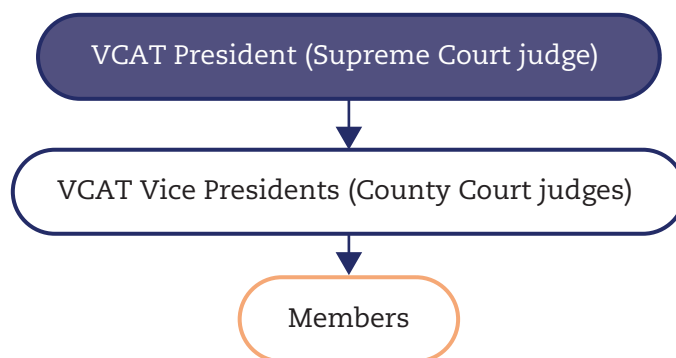 VCAT President (Supreme Court judge)
VCAT Vice Presidents (County Court judges)
Members